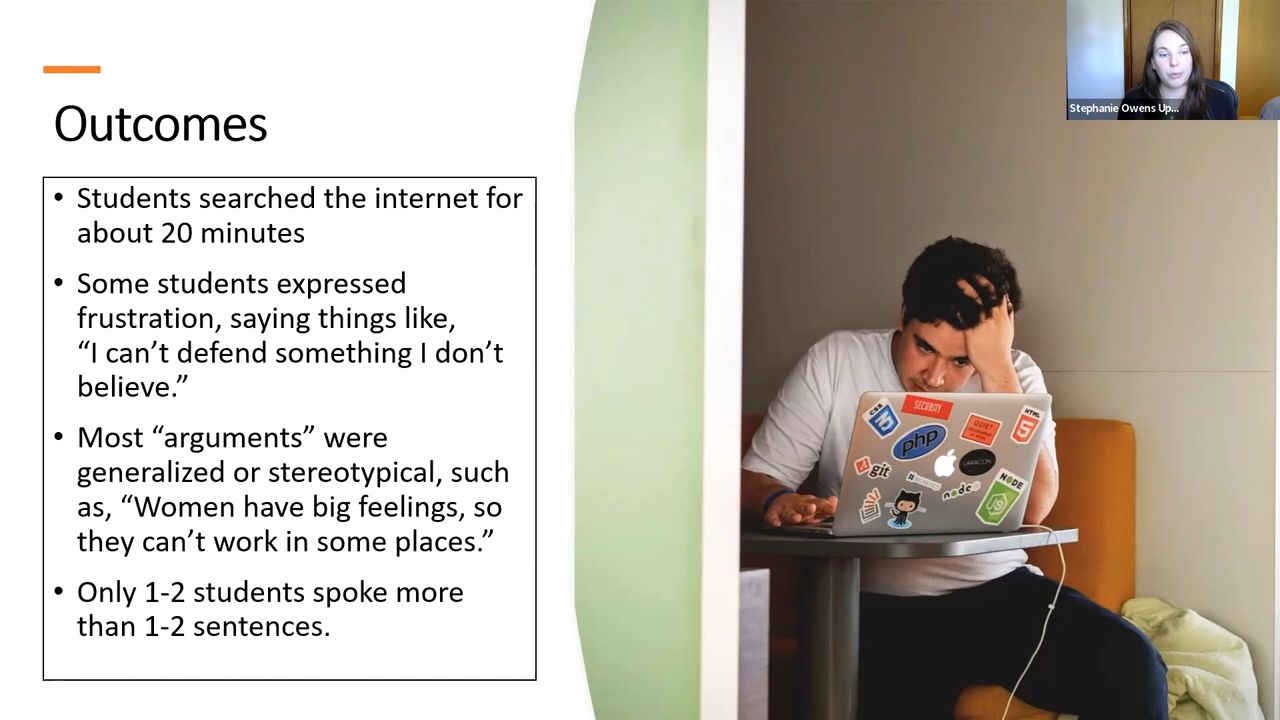 Outcomes
• Students searched the internet for
about 20 minutes
• Some students expressed
frustration, saying things like,
“I can’t defend something I don’t
believe.”
• Most “arguments” were
generalized or stereotypical, such
as, “Women have big feelings, so
they can’t work in some places.”
• Only 1-2 students spoke more
than 1-2 sentences.
Stephanie Owens Up...
CSS
SECURITY
HTML
5
QUIET
php
git
LARACON
node
NODE
JS